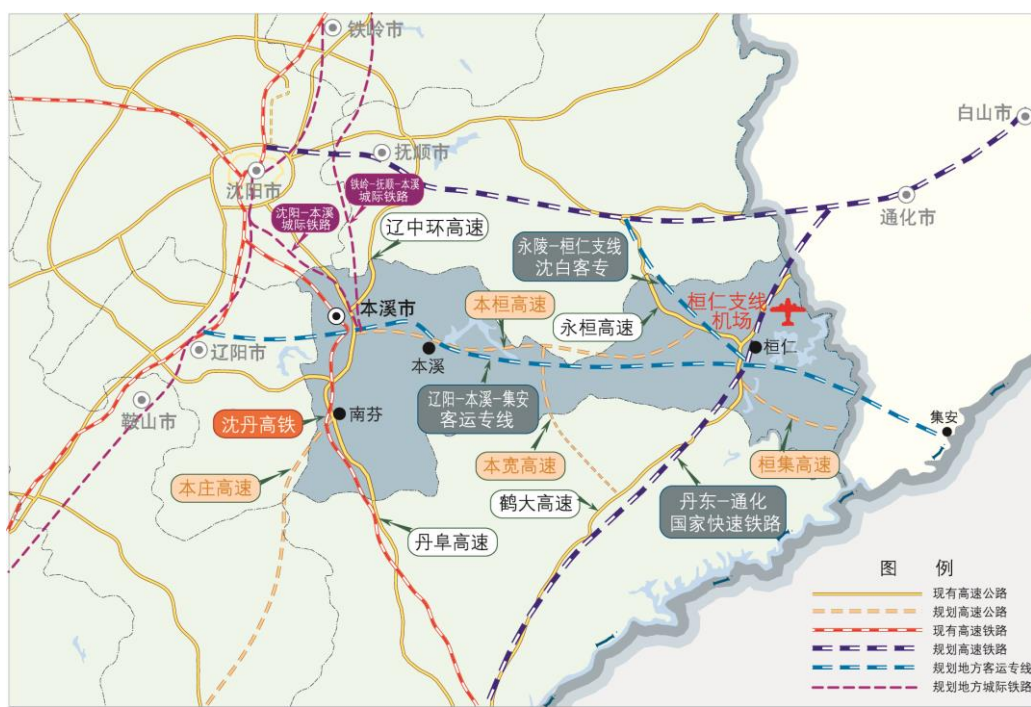 铁岭市
白山市
抚顺市
沈阳市
铁岭-抚顺-本溪
城际铁路
通化市
沈阳-本溪
城际铁路
辽中环高速
永陵-桓仁支线
沈白客专
本溪市
本桓高速
永桓高速
桓仁支线
机场
辽阳市
本溪
桓仁
鞍山市
南芬
辽阳-本溪-集安
客运专线
沈丹高铁
集安
本庄高速
本宽高速
桓集高速
鹤大高速
丹东-通化
国家快速铁路
丹阜高速
图 例
现有高速公路
规划高速公路
现有高速铁路
规划高速铁路
规划地方客运专线
规划地方城际铁路